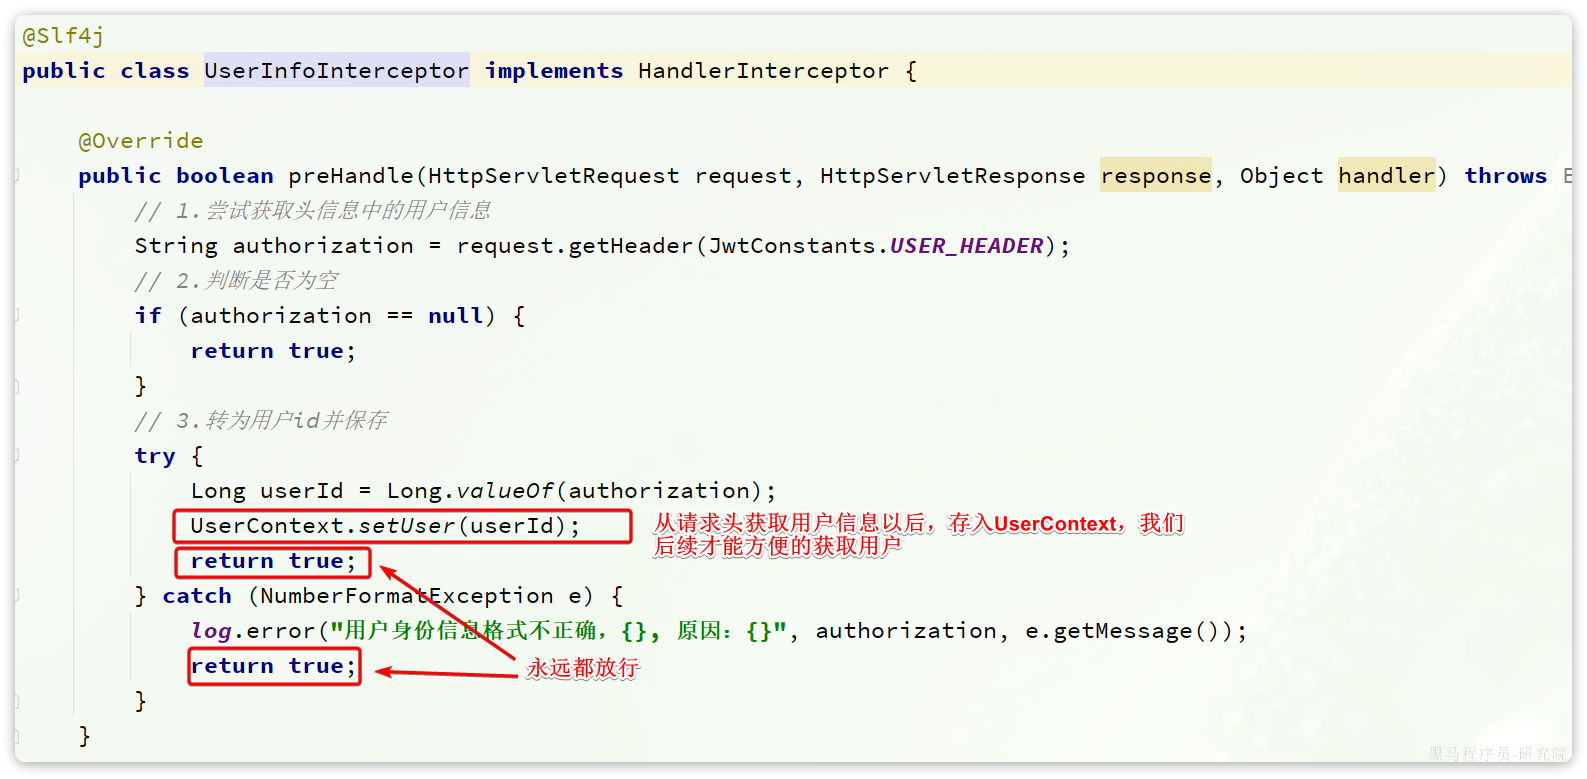 @Slf4j
public class UserInfoInterceptor implements HandlerInterceptor {
@Override
public boolean preHandle(HttpServletRequest request, HttpServletResponse response, Object handler) throws E
// 1.尝试获取头信息中的用户信息
String authorization = request.getHeader(JwtConstants.USER_HEADER);
// 2.判断是否为空
if (authorization == null) {
return true;
}
// 3.转为用户id并保存
try {
Long userId = Long.valueOf(authorization);
UserContext.setUser(userId);
从请求头获取用户信息以后，存入UserContext，我们
后续才能方便的获取用户
return true;
} catch (NumberFormatException e) {
log.error("用户身份信息格式不正确，{}, 原因：{}", authorization, e.getMessage());
return true;
永远都放行
}
}
黑马程序员-研究院